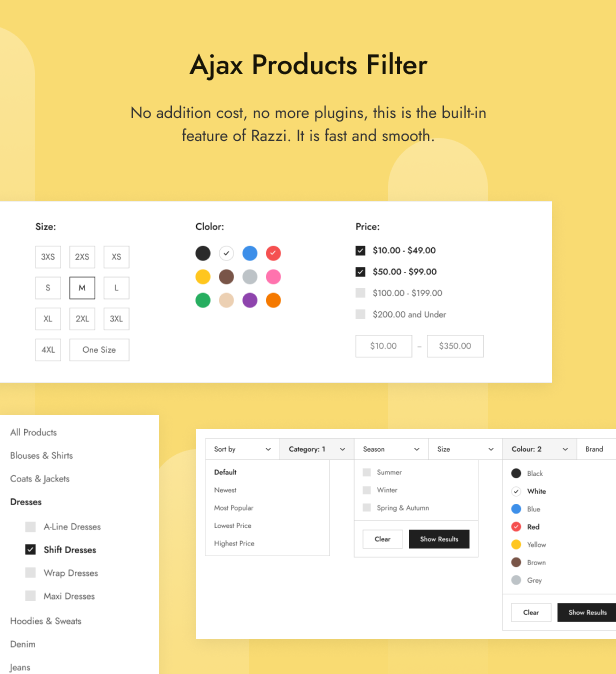 Ajax Products Filter
No addition cost, no more plugins, this is the built-in
feature of Razzi. It is fast and smooth.
Size:
3XS 2XS XS
S M L
XL 2XL 3XL
4XL One Size
Clolor:
Price:
$10.00 - $49.00
$50.00 - $99.00
$100.00 - $199.00
$200.00 and Under
$10.00 – $350.00
All Products
Blouses & Shirts
Coats & Jackets
Dresses
A-Line Dresses
Shift Dresses
Wrap Dresses
Maxi Dresses
Hoodies & Sweats
Denim
Jeans
Sort by Category: 1 Season Size Colour: 2 Brand
Default
Newest
Most Popular
Lowest Price
Highest Price
Summer
Winter
Spring & Autumn
Clear Show Results
Black
White
Blue
Red
Yellow
Brown
Grey
Clear Show Results